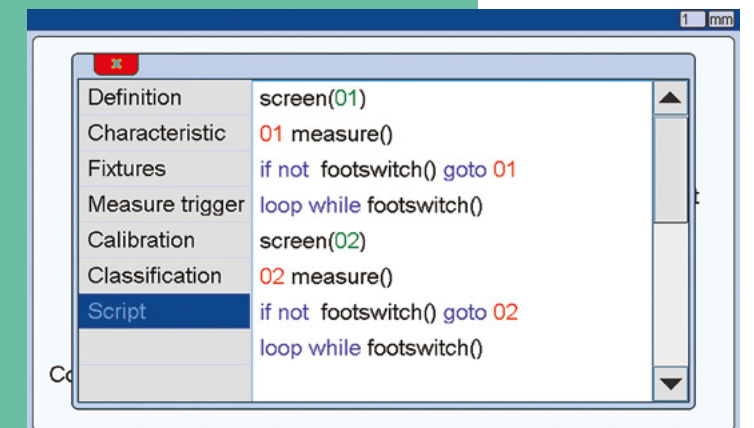 1 mm
x
Definition
Characteristic
Fixtures
Measure trigger
Calibration
Classification
Script
screen(01)
01 measure()
if not footswitch() goto 01
loop while footswitch()
screen(02)
02 measure()
if not footswitch() goto 02
loop while footswitch()